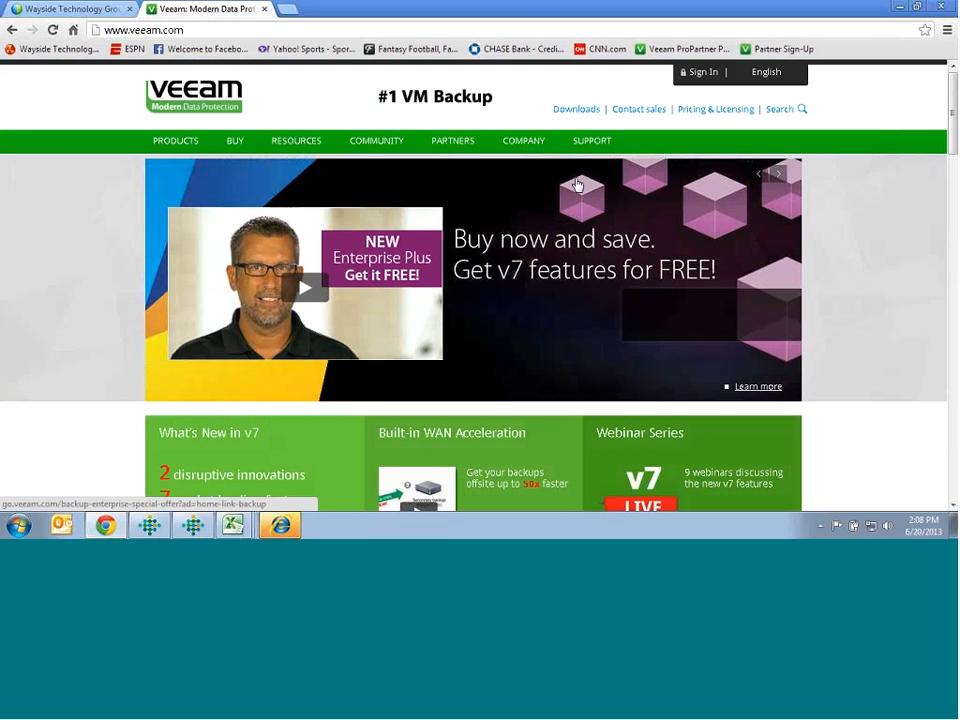 Wayside Technology Grou
Veeam: Modern Data Prot
www.veeam.com
Wayside Technolog...
ESPN
Welcome to Facebo...
Yahoo! Sports - Spor...
Fantasy Football, Fa...
CHASE Bank - Credi...
CNN.com
Veeam ProPartner P...
Partner Sign-Up
Sign In | English
veeam
Modern Data Protection
#1 VM Backup
Downloads | Contact sales | Pricing & Licensing | Search
PRODUCTS BUY RESOURCES COMMUNITY PARTNERS COMPANY SUPPORT
NEW
Enterprise Plus
Get it FREE!
Buy now and save.
Get v7 features for FREE!
Learn more
What's New in v7
2 disruptive innovations
Built-in WAN Acceleration
Get your backups
offsite up to 50x faster
Webinar Series
v7
LIVE
9 webinars discussing
the new v7 features
go.veeam.com/backup-enterprise-special-offer?ad=home-link-backup
2:08 PM
6/20/2013